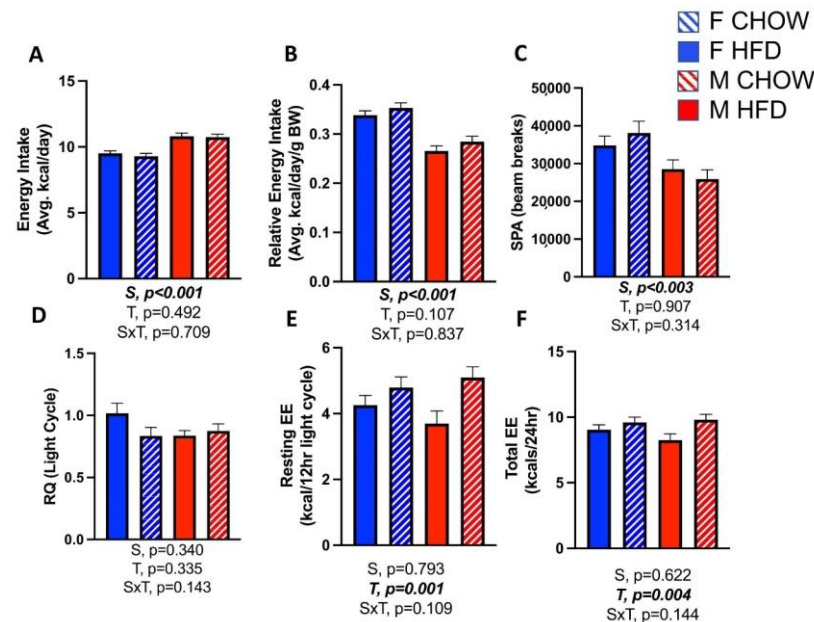 F CHOW
F HFD
M CHOW
M HFD
A
Energy Intake
(Avg. kcal/day)
15
10
5
0
S, p<0.001
T, p=0.492
SxT, p=0.709
B
Relative Energy Intake
(Avg. kcal/day/g BW)
0.4
0.3
0.2
0.1
0.0
S, p<0.001
T, p=0.107
SxT, p=0.837
C
SPA (beam breaks)
50000
40000
30000
20000
10000
0
S, p<0.003
T, p=0.907
SxT, p=0.314
D
RQ (Light Cycle)
1.5
1.0
0.5
0.0
S, p=0.340
T, p=0.335
SxT, p=0.143
E
Resting EE
(kcal/12hr light cycle)
6
4
2
0
S, p=0.793
T, p=0.001
SxT, p=0.109
F
Total EE
(kcals/24hr)
15
10
5
0
S, p=0.622
T, p=0.004
SxT, p=0.144